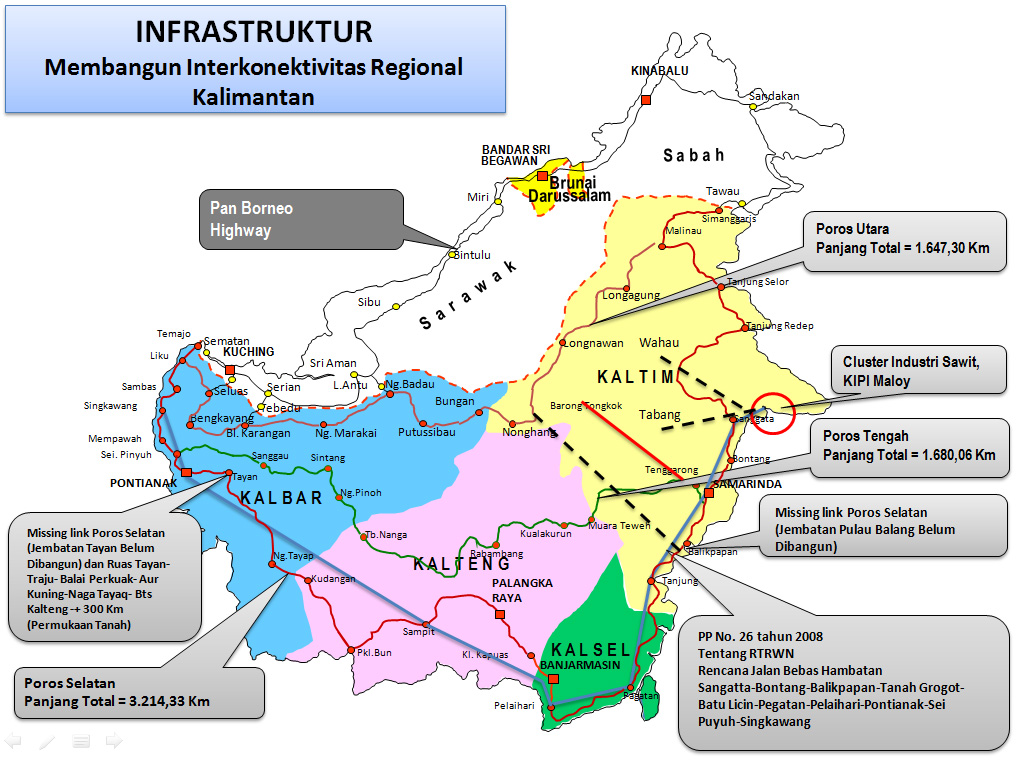 INFRASTRUKTUR
Membangun Interkonektivitas Regional
Kalimantan
KINABALU
Sandakan
BANDAR SRI
BEGAWAN
Sabah
Brunai
Darussalam
Miri
Tawau
Simanggaris
Pan Borneo
Highway
Malinau
Poros Utara
Panjang Total = 1.647,30 Km
Bintulu
Sarawak
Tanjung Selor
Sibu
Longagung
Tanjung Redep
Temajo
Sematan
Liku
KUCHING
Longnawan
Wahau
Sri Aman
Cluster Industri Sawit,
KIPI Maloy
KALTIM
Sambas
Seluas
Serian
L.Antu
Ng.Badau
Singkawang
Tebedu
Bungan
Barong Tongkok
Tabang
Sanggata
Bengkayang
Bl. Karangan
Ng. Marakai
Putussibau
Nonghang
Mempawah
Sei. Pinyuh
Sanggau
Sintang
Poros Tengah
Panjang Total = 1.680,06 Km
Bontang
Tenggarong
PONTIANAK
Tayan
SAMARINDA
KALBAR
Ng.Pinoh
Missing link Poros Selatan
(Jembatan Tayan Belum
Dibangun) dan Ruas Tayan-
Traju-Balai Perkuak- Aur
Kuning-Naga Tayaq- Bts
Kalteng -+ 300 Km
(Permukaan Tanah)
Missing link Poros Selatan
(Jembatan Pulau Balang Belum
Dibangun)
Muara Teweh
Kualakurun
Tb.Nanga
Rabambang
Balikpapan
Ng.Tayap
KALTENG
Kudangan
PALANGKA
RAYA
Tanjung
Sampit
PP No. 26 tahun 2008
Tentang RTRWN
Rencana Jalan Bebas Hambatan
Sangatta-Bontang-Balikpapan-Tanah Grogot-
Batu Licin-Pegatan-Pelaihari-Pontianak-Sei
Puyuh-Singkawang
Pkl.Bun
Kl. Kapuas
KALSEL
BANJARMASIN
Poros Selatan
Panjang Total = 3.214,33 Km
Pagatan
Pelaihari